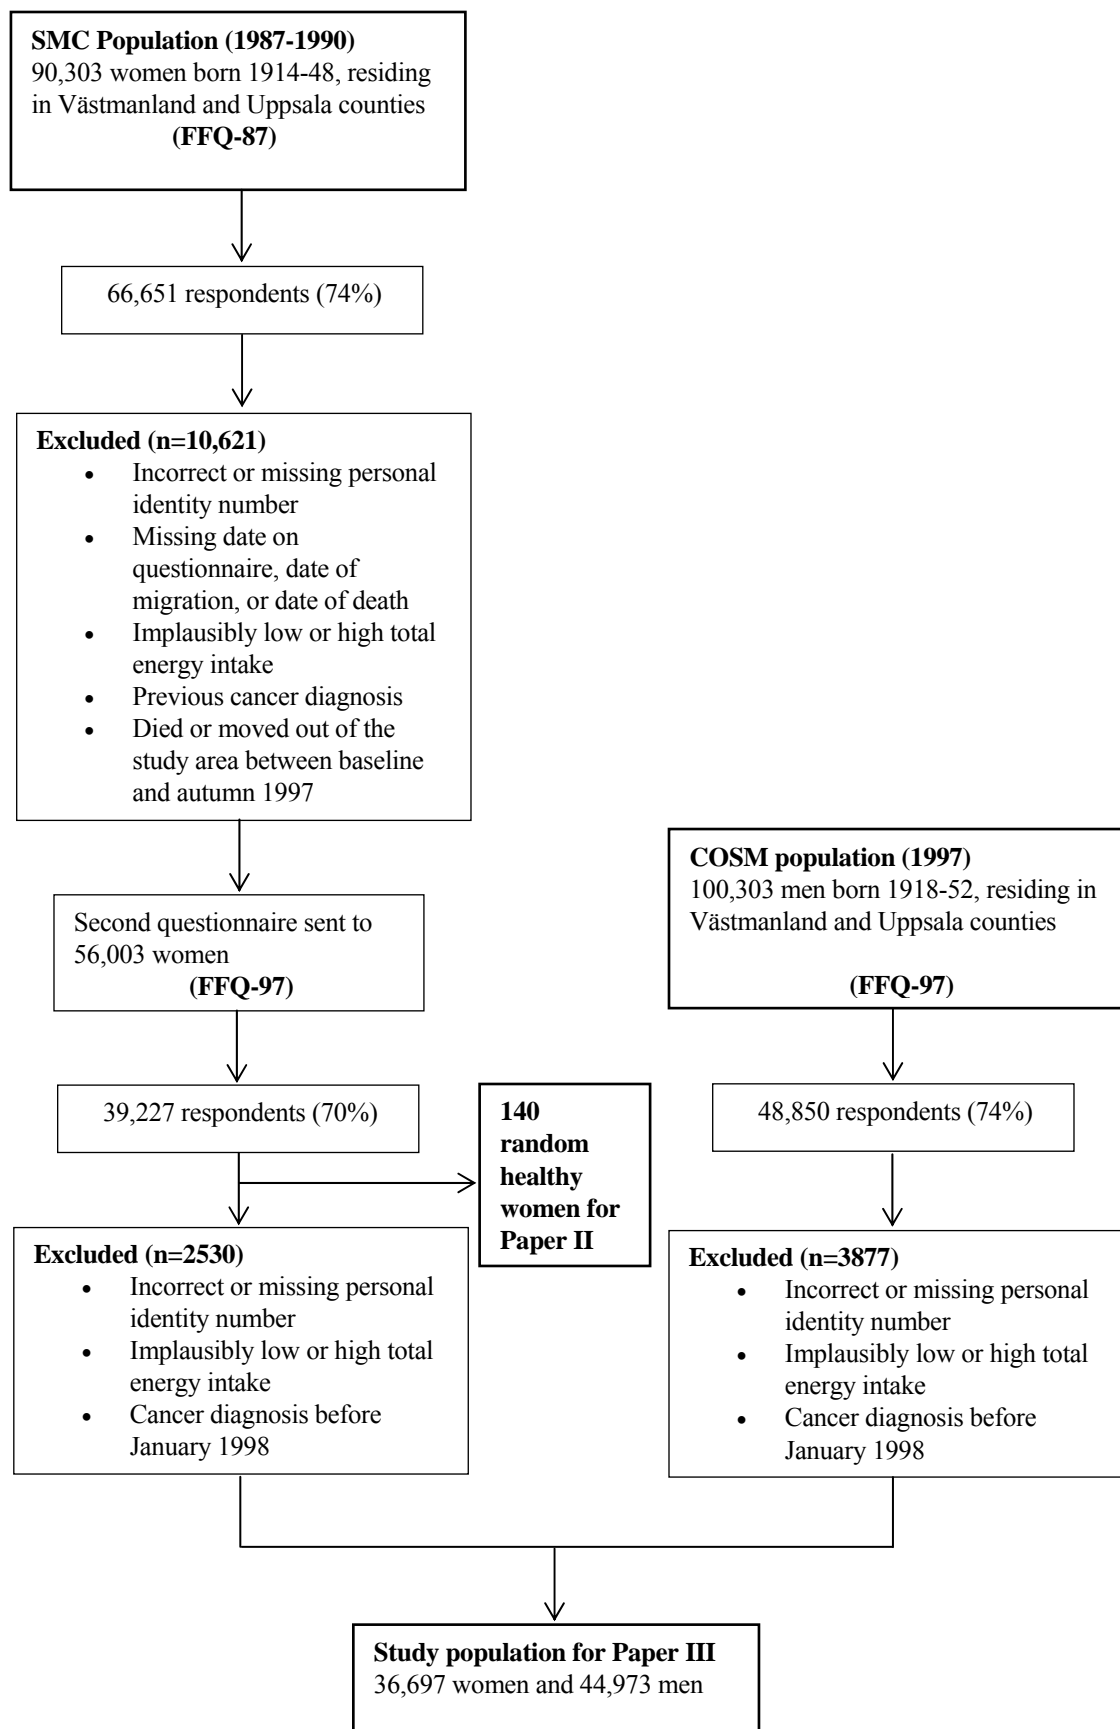 SMC Population (1987-1990)
90,303 women born 1914-48, residing
in Västmanland and Uppsala counties
(FFQ-87)
66,651 respondents (74%)
Excluded (n=10,621)
• Incorrect or missing personal
identity number
• Missing date on
questionnaire, date of
migration, or date of death
• Implausibly low or high total
energy intake
• Previous cancer diagnosis
• Died or moved out of the
study area between baseline
and autumn 1997
Second questionnaire sent to
56,003 women
(FFQ-97)
39,227 respondents (70%)
140
random
healthy
women for
Paper II
Excluded (n=2530)
• Incorrect or missing personal
identity number
• Implausibly low or high total
energy intake
• Cancer diagnosis before
January 1998
COSM population (1997)
100,303 men born 1918-52, residing in
Västmanland and Uppsala counties
(FFQ-97)
48,850 respondents (74%)
Excluded (n=3877)
• Incorrect or missing personal
identity number
• Implausibly low or high total
energy intake
• Cancer diagnosis before
January 1998
Study population for Paper III
36,697 women and 44,973 men